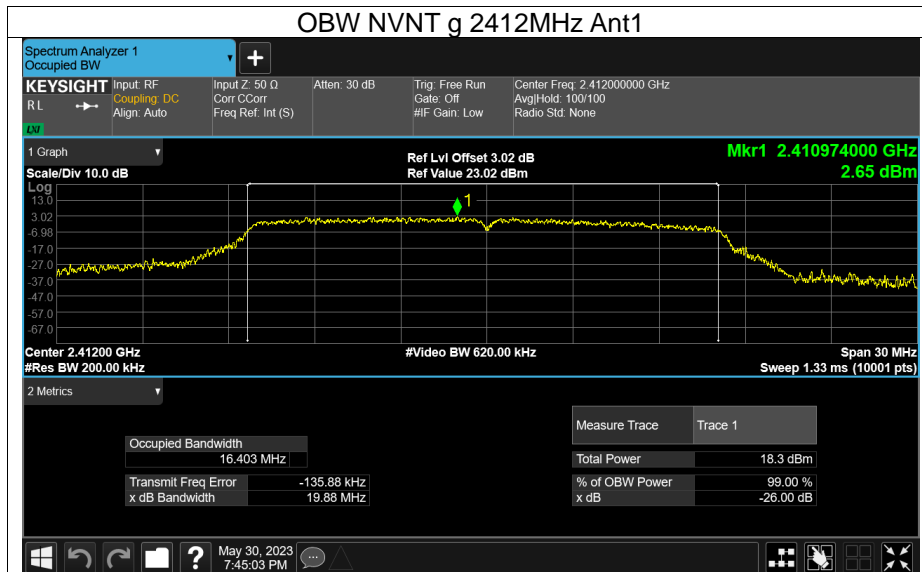 OBW NVNT g 2412MHz Ant1
Spectrum Analyzer 1
Occupied BW
KEYSIGHT Input: RF Input Z: 50 Ω Atten: 30 dB Trig: Free Run Center Freq: 2.412000000 GHz
R L Coupling: DC Corr CCorr Gate: Off Avg|Hold: 100/100
Align: Auto Freq Ref: Int (S) #IF Gain: Low Radio Std: None
LXI
1 Graph Ref Lvl Offset 3.02 dB Mkr1 2.410974000 GHz
Scale/Div 10.0 dB Ref Value 23.02 dBm 2.65 dBm
Log
13.0
1
3.02
-6.98
-17.0
-27.0
-37.0
-47.0
-57.0
-67.0
Center 2.41200 GHz #Video BW 620.00 kHz Span 30 MHz
#Res BW 200.00 kHz Sweep 1.33 ms (10001 pts)
2 Metrics
Measure Trace Trace 1
Occupied Bandwidth
16.403 MHz Total Power 18.3 dBm
Transmit Freq Error -135.88 kHz % of OBW Power 99.00 %
x dB Bandwidth 19.88 MHz x dB -26.00 dB
May 30, 2023
7:45:03 PM